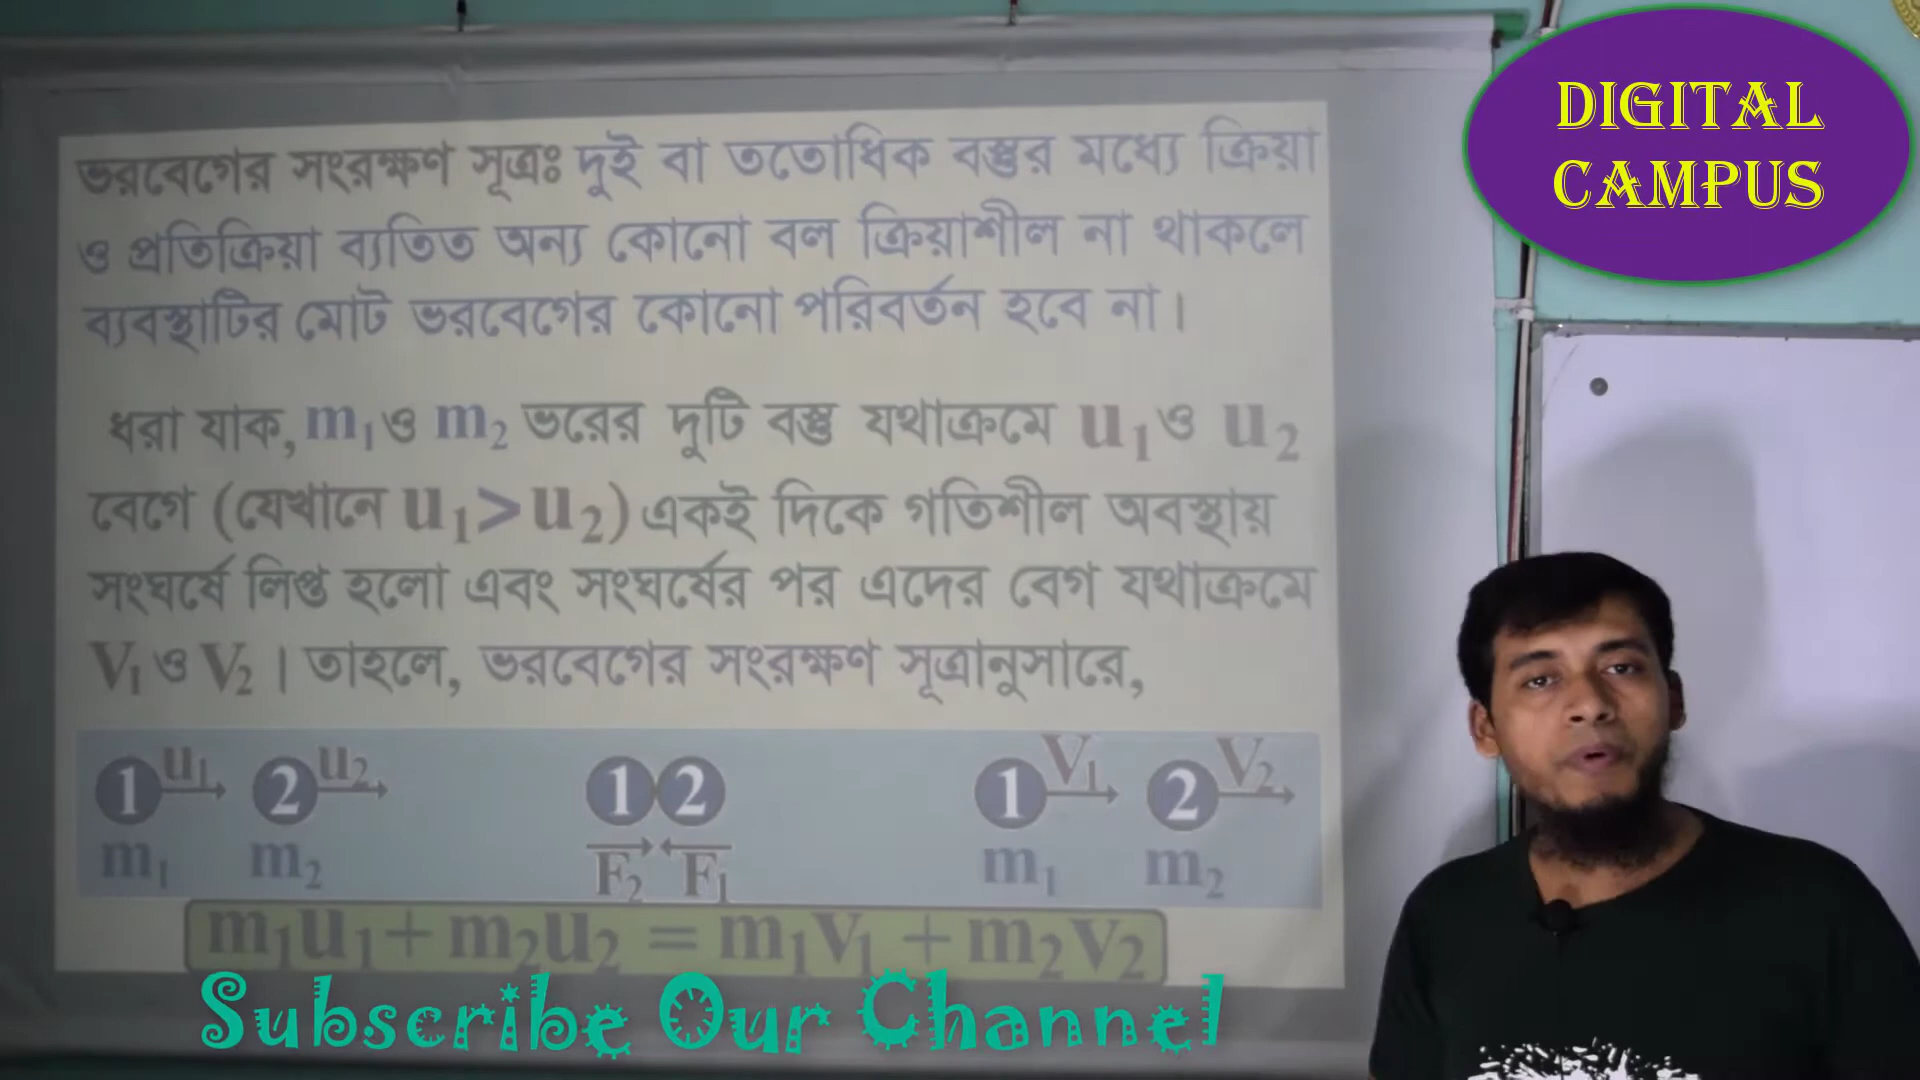 ভরবেগের সংরক্ষণ সূত্রঃ দুই বা ততোধিক বস্তুর মধ্যে ক্রিয়া
ও প্রতিক্রিয়া ব্যতিত অন্য কোনো বল ক্রিয়াশীল না থাকলে
ব্যবস্থাটির মোট ভরবেগের কোনো পরিবর্তন হবে না।
ধরা যাক, m₁ ও m₂ ভরের দুটি বস্তু যথাক্রমে u₁ ও u₂
বেগে (যেখানে u₁>u₂) একই দিকে গতিশীল অবস্থায়
সংঘর্ষে লিপ্ত হলো এবং সংঘর্ষের পর এদের বেগ যথাক্রমে
V₁ ও V₂ । তাহলে, ভরবেগের সংরক্ষণ সূত্রানুসারে,
1 u₁ 2 u₂ 1 2 1 V₁ 2 V₂
m₁ m₂ F₂ F₁ m₁ m₂
m₁u₁+ m₂u₂ = m₁v₁ + m₂v₂
DIGITAL
CAMPUS
Subscribe Our Channel